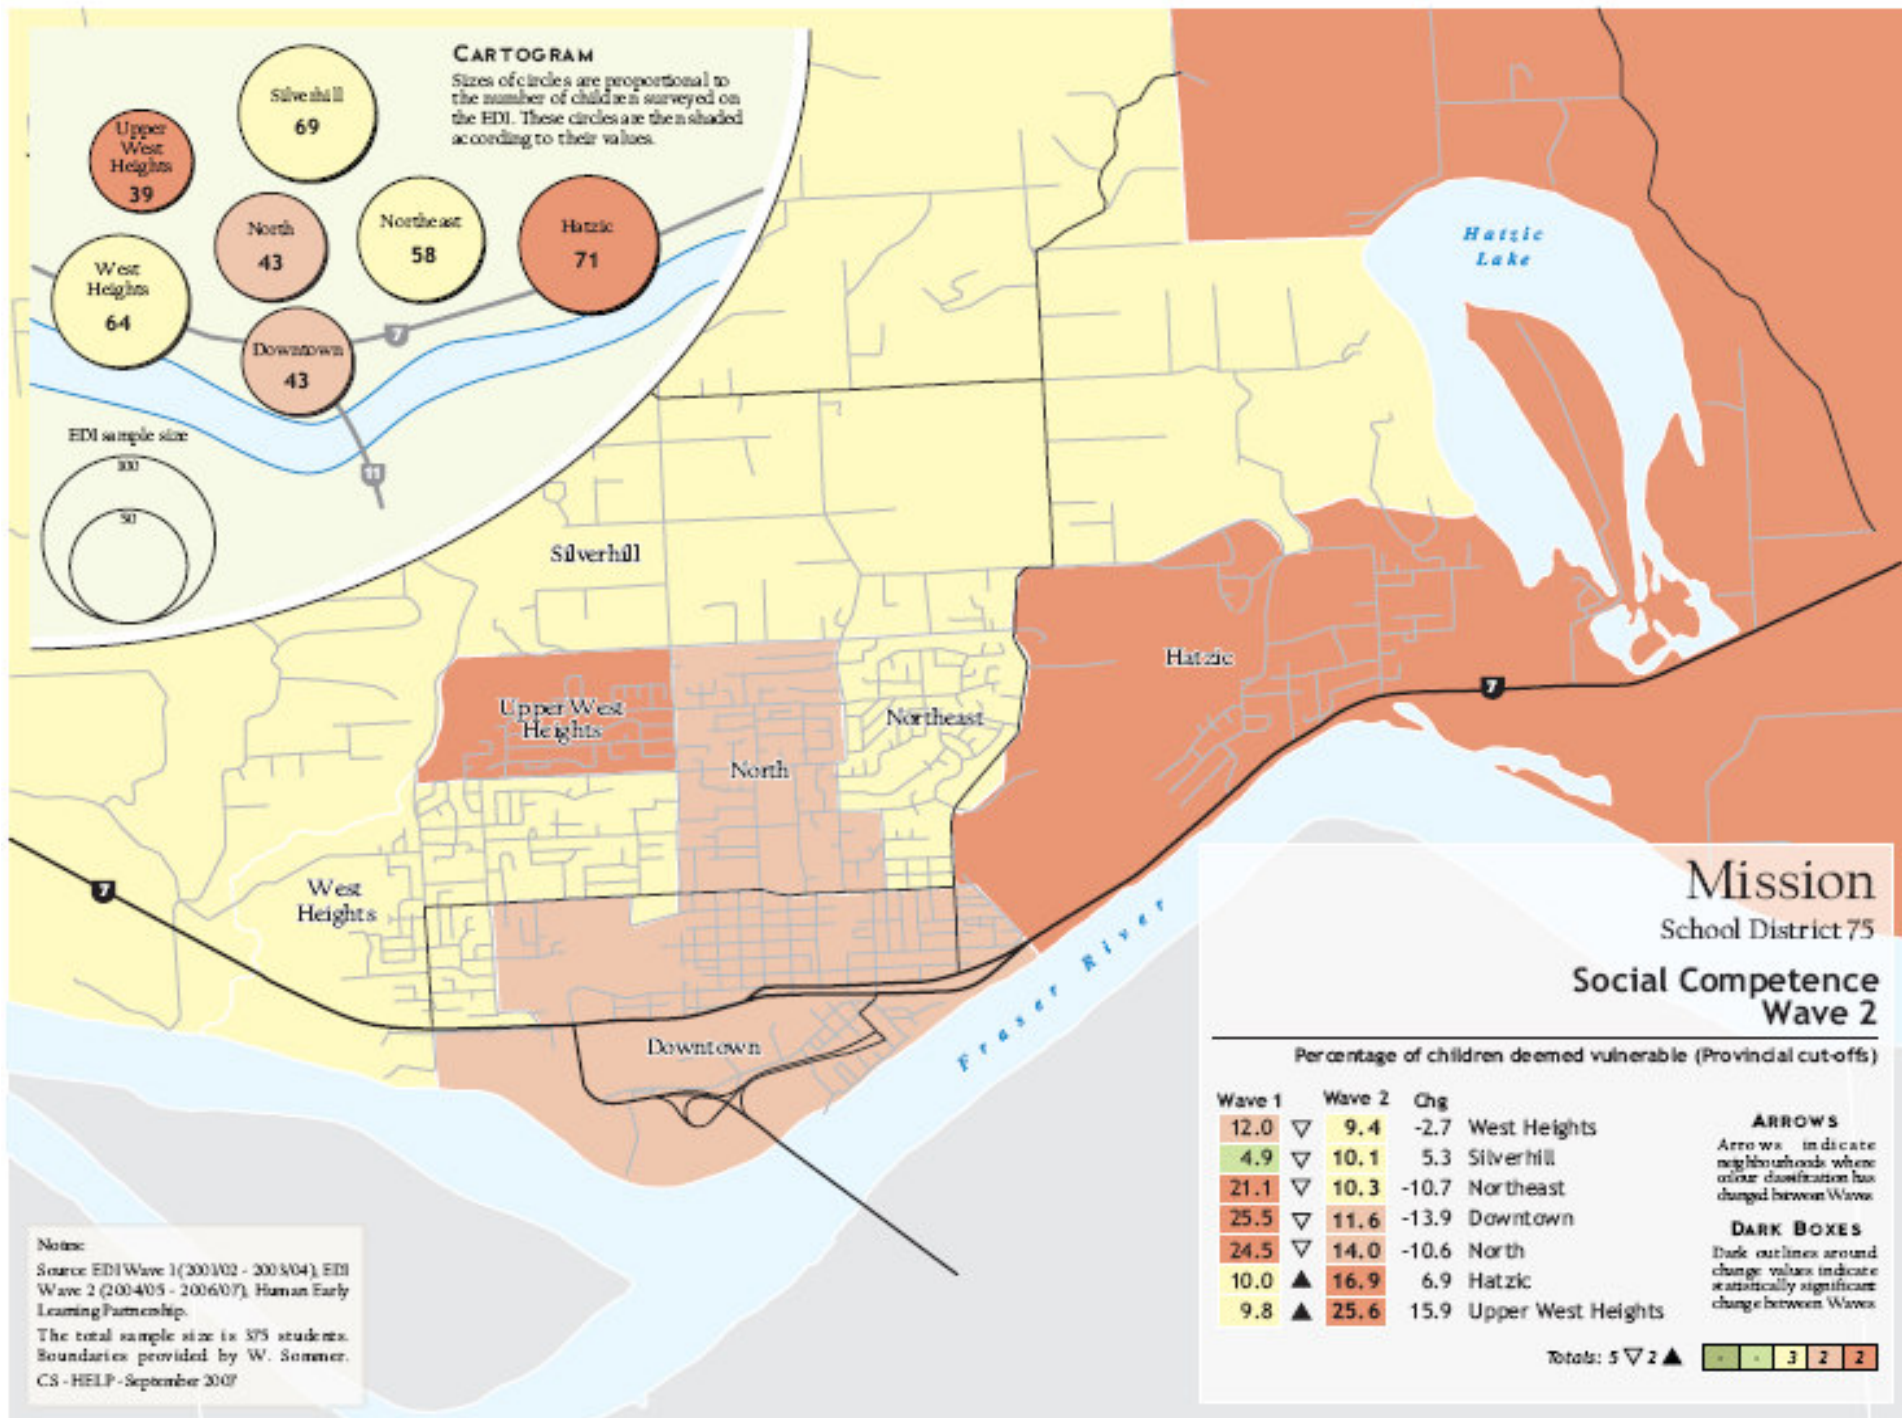 CARTOGRAM
Sizes of circles are proportional to
the number of children surveyed on
the EDI. These circles are then shaded
according to their values.
Silverhill
69
Upper
West
Heights
39
North
43
Northeast
58
Hatzic
71
West
Heights
64
Downtown
43
7
11
EDI sample size
100
50
Hatzic
Lake
Silverhill
Upper West
Heights
Northeast
North
Hatzic
7
West
Heights
7
Downtown
Fraser River
Mission
School District 75
Social Competence
Wave 2
Percentage of children deemed vulnerable (Provincial cut-offs)
Wave 1 Wave 2 Chg
12.0 ▽ 9.4 -2.7 West Heights
4.9 ▽ 10.1 5.3 Silverhill
21.1 ▽ 10.3 -10.7 Northeast
25.5 ▽ 11.6 -13.9 Downtown
24.5 ▽ 14.0 -10.6 North
10.0 ▲ 16.9 6.9 Hatzic
9.8 ▲ 25.6 15.9 Upper West Heights
Totals: 5 ▽ 2 ▲ - - 3 2 2
ARROWS
Arrows indicate
neighbourhoods where
colour classification has
changed between Waves
DARK BOXES
Dark outlines around
change values indicate
statistically significant
change between Waves
Notes:
Source: EDI Wave 1 (2001/02 - 2003/04), EDI
Wave 2 (2004/05 - 2006/07), Human Early
Learning Partnership.
The total sample size is 375 students.
Boundaries provided by W. Sommer.
CS - HELP - September 2007